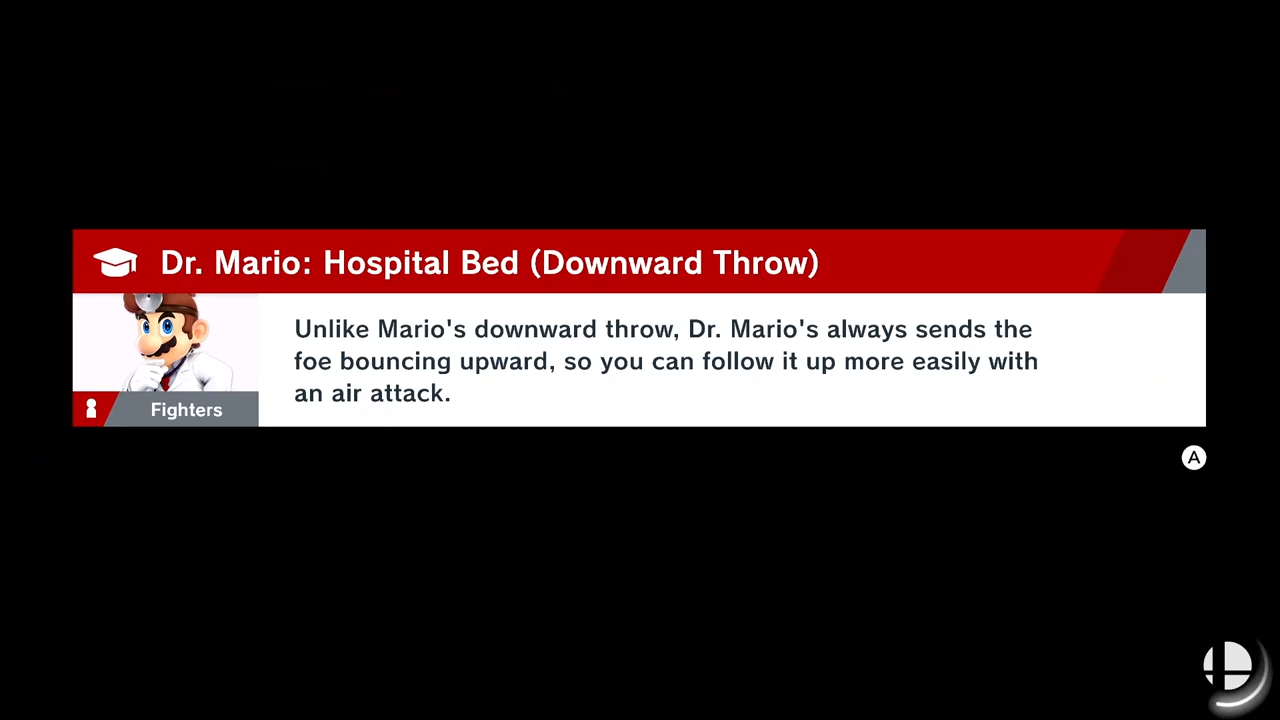 Dr. Mario: Hospital Bed (Downward Throw)
Unlike Mario's downward throw, Dr. Mario's always sends the
foe bouncing upward, so you can follow it up more easily with
an air attack.
Fighters
A